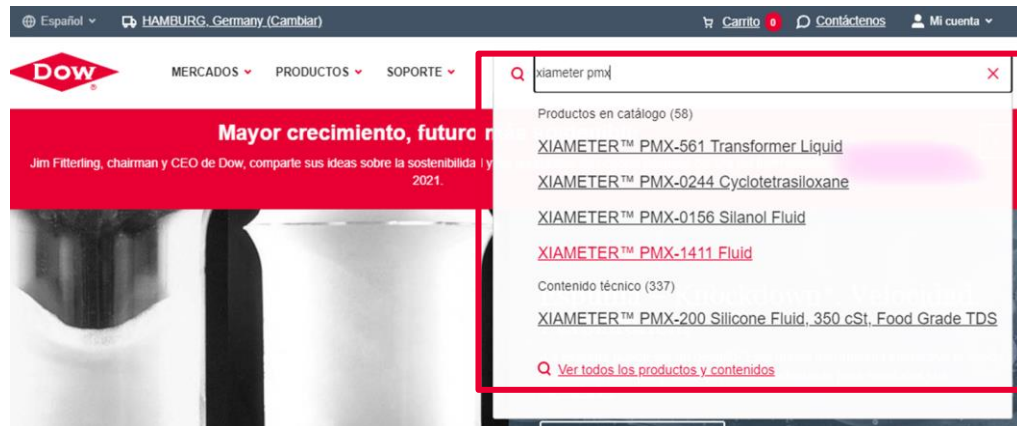 Español
HAMBURG, Germany (Cambiar)
Carrito 0
Contáctenos
Mi cuenta
Dow
MERCADOS
PRODUCTOS
SOPORTE
xiameter pmx
Mayor crecimiento, futuro
Jim Fitterling, chairman y CEO de Dow, comparte sus ideas sobre la sostenibilida
2021.
Productos en catálogo (58)
XIAMETER™ PMX-561 Transformer Liquid
XIAMETER™ PMX-0244 Cyclotetrasiloxane
XIAMETER™ PMX-0156 Silanol Fluid
XIAMETER™ PMX-1411 Fluid
Contenido técnico (337)
XIAMETER™ PMX-200 Silicone Fluid, 350 cSt, Food Grade TDS
Ver todos los productos y contenidos